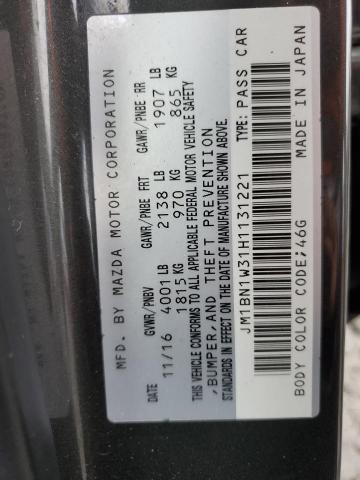 MFD. BY MAZDA MOTOR CORPORATION
DATE GVWR/PNBV GAWR/PNBE FRT GAWR/PNBE RR
11/16 4001 LB 2138 LB 1907 LB
1815 KG 970 KG 865 KG
THIS VEHICLE CONFORMS TO ALL APPLICABLE FEDERAL MOTOR VEHICLE SAFETY
,BUMPER,AND THEFT PREVENTION
STANDARDS IN EFFECT ON THE DATE OF MANUFACTURE SHOWN ABOVE.
JM1BN1W31H1131221 TYPE: PASS CAR
BODY COLOR CODE;46G MADE IN JAPAN